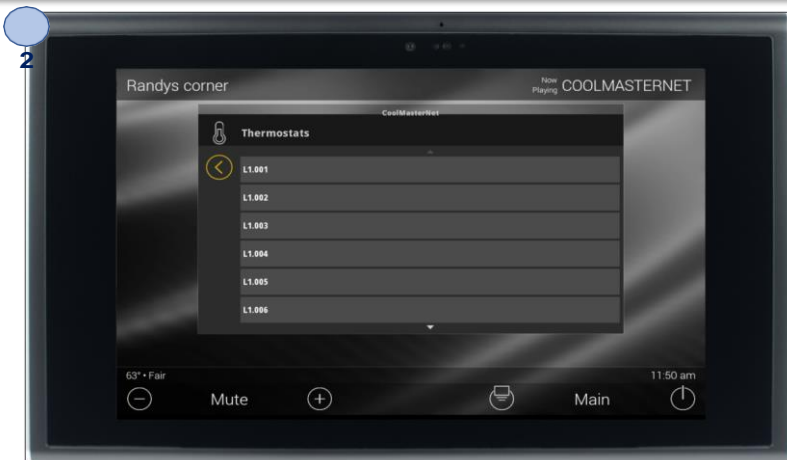 2
Randys corner
Now Playing COOLMASTERNET
CoolMasterNet
Thermostats
L1.001
L1.002
L1.003
L1.004
L1.005
L1.006
63° • Fair
11:50 am
Mute
Main